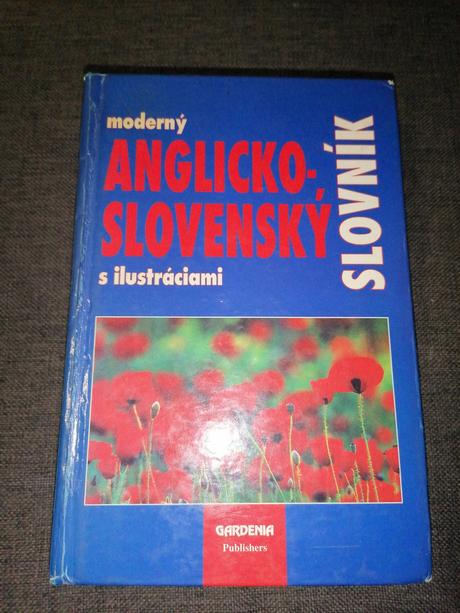 moderný
ANGLICKO-
SLOVENSKÝ
SLOVNÍK
s ilustráciami
GARDENIA
Publishers